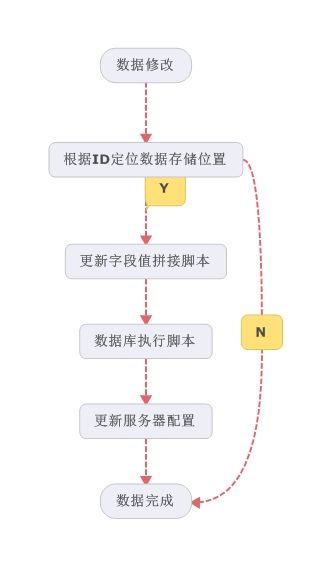 数据修改
根据ID定位数据存储位置
Y
更新字段值拼接脚本
N
数据库执行脚本
更新服务器配置
数据完成